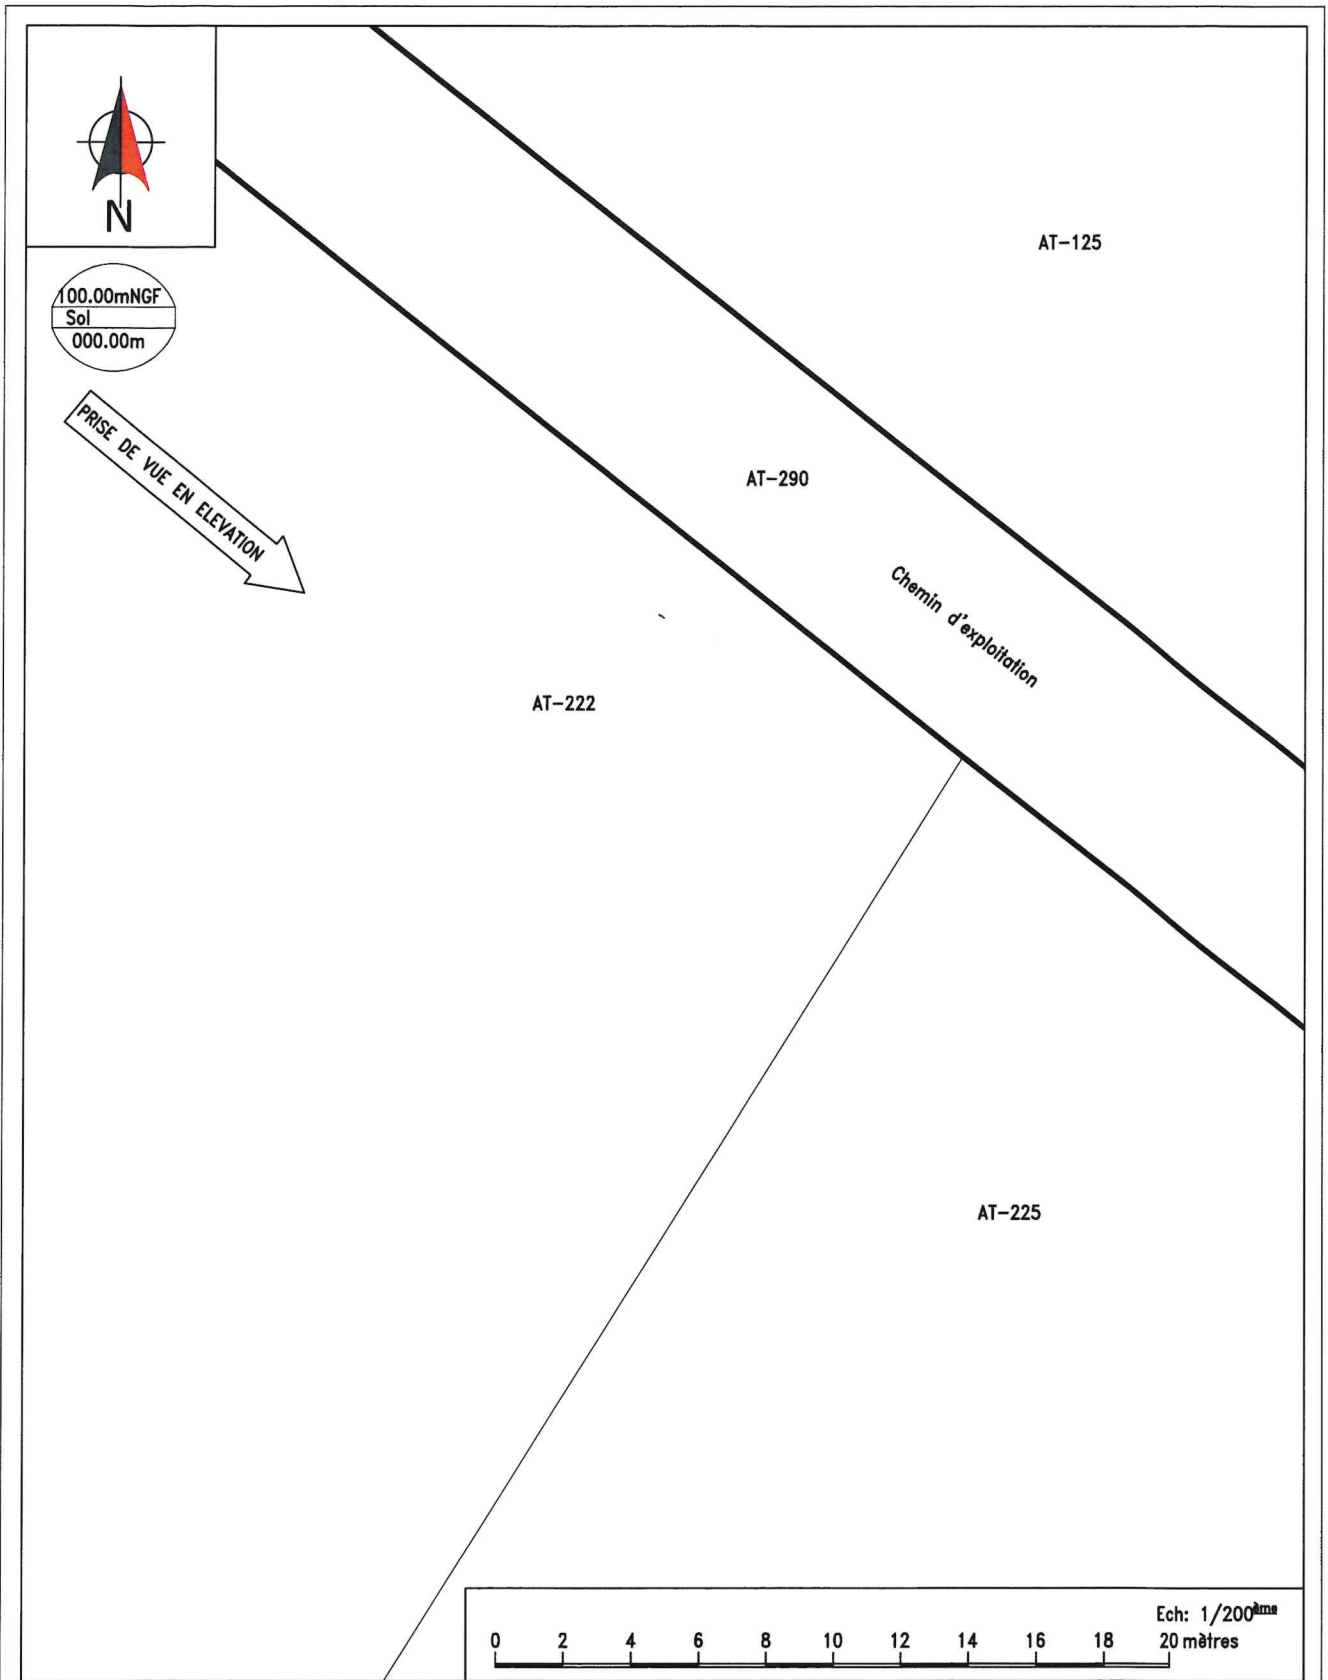 N
AT-125
100.00mNGF
Sol
000.00m
PRISE DE VUE EN ELEVATION
AT-290
Chemin d'exploitation
AT-222
AT-225
Ech: 1/200ème
0 2 4 6 8 10 12 14 16 18 20 mètres